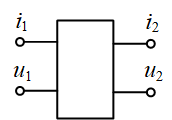 i₁ i₂
u₁ u₂